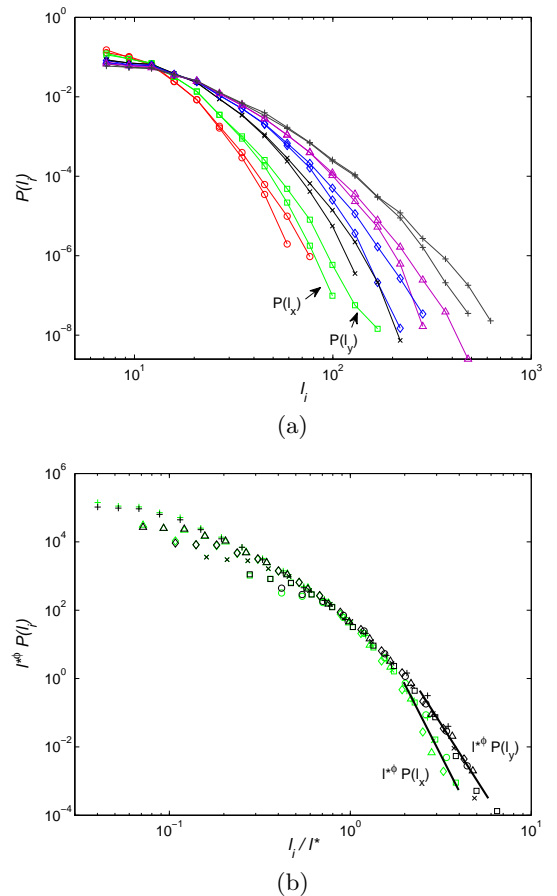 10^0
10^-2
10^-4
10^-6
10^-8
P(l_i)
P(l_x)
P(l_y)
10^1
10^2
10^3
l_i
(a)
10^6
10^4
10^2
10^0
10^-2
10^-4
l*^ϕ P(l_i)
l*^ϕ P(l_y)
l*^ϕ P(l_x)
10^-1
10^0
10^1
l_i / l*
(b)